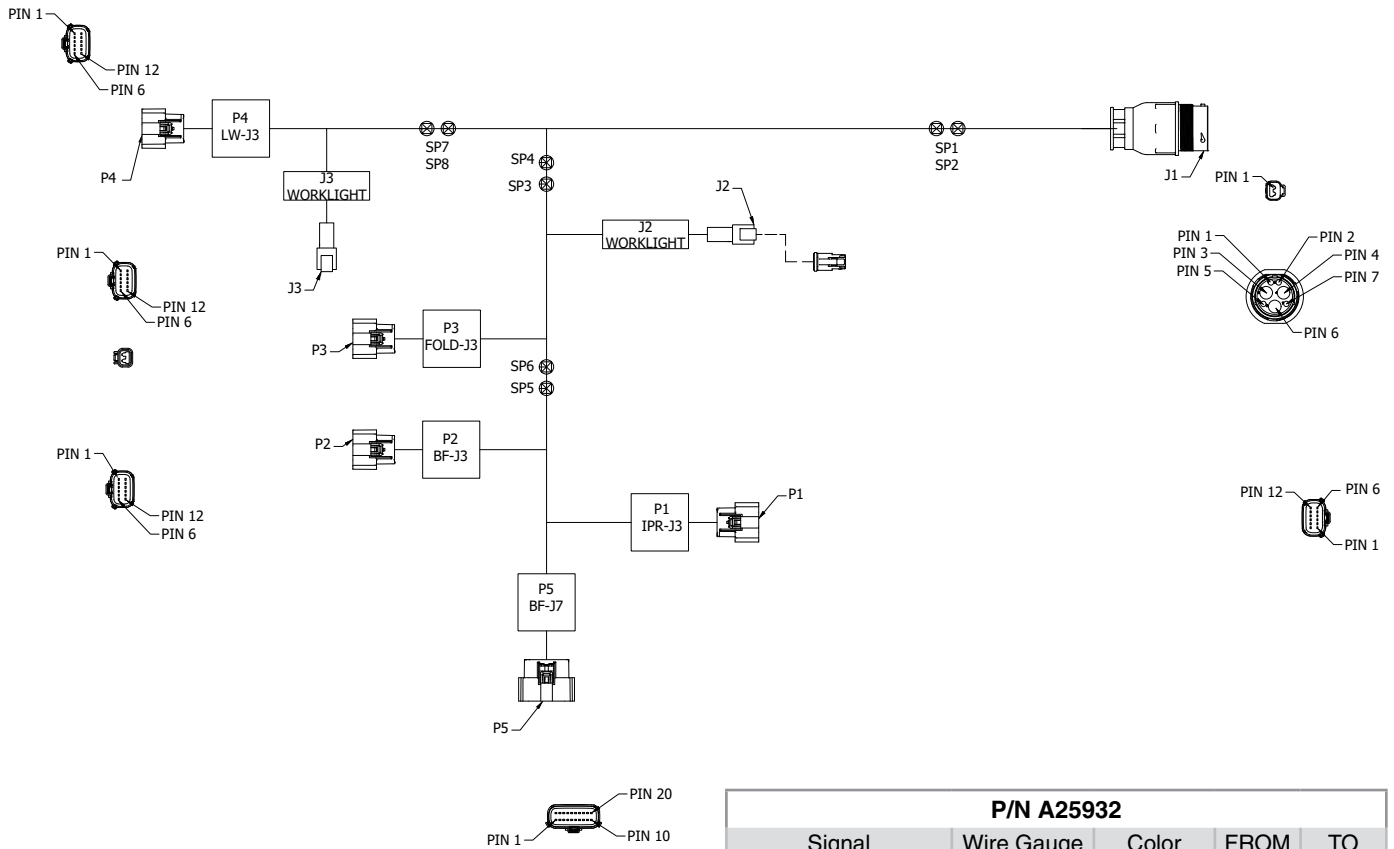 PIN 1
PIN 12
PIN 6
P4
LW-J3
P4
SP7
SP8
SP4
SP3
SP1
SP2
J1
PIN 1
J3
WORKLIGHT
J3
J2
WORKLIGHT
J2
PIN 1
PIN 2
PIN 3
PIN 4
PIN 5
PIN 7
PIN 6
PIN 1
PIN 12
PIN 6
P3
P3
FOLD-J3
SP6
SP5
P2
P2
BF-J3
PIN 1
PIN 12
PIN 6
P1
IPR-J3
P1
PIN 12
PIN 6
PIN 1
P5
BF-J7
P5
PIN 20
PIN 1
PIN 10
P/N A25932
Signal Wire Gauge Color FROM TO